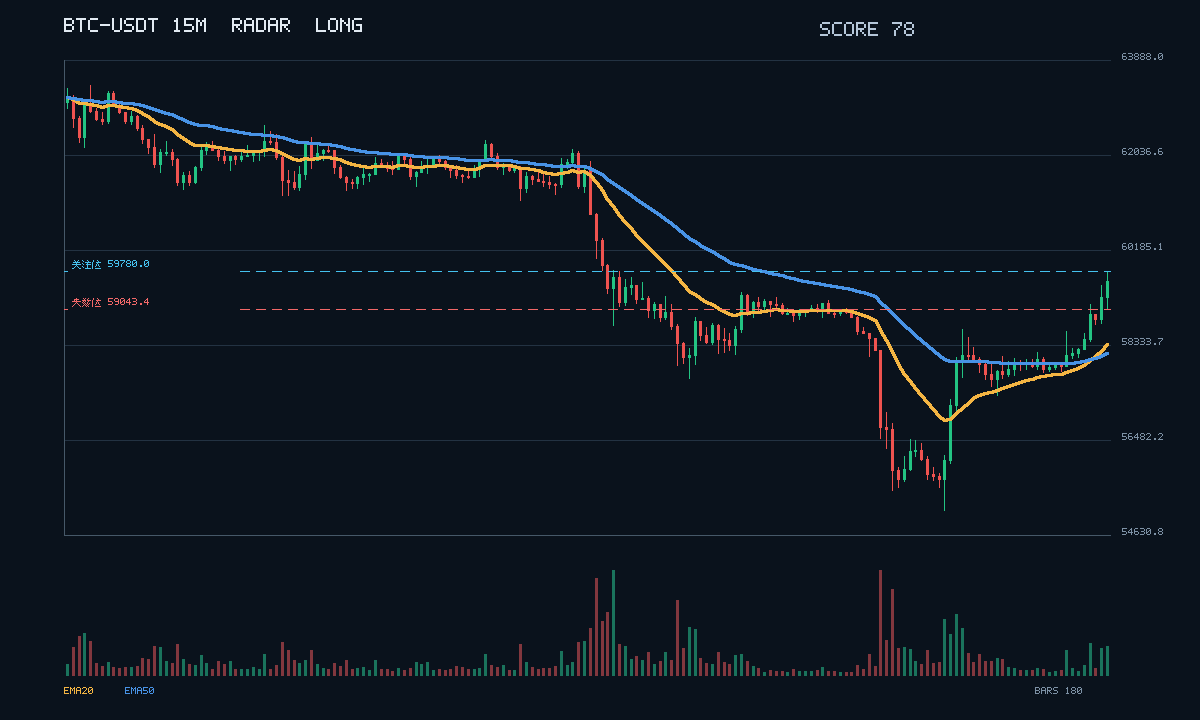 BTC-USDT 15M  RADAR  LONG
SCORE 78
63888.0
62036.6
60185.1
关注位 59780.0
失效位 59043.4
58333.7
56482.2
54630.8
EMA20
EMA50
BARS 180